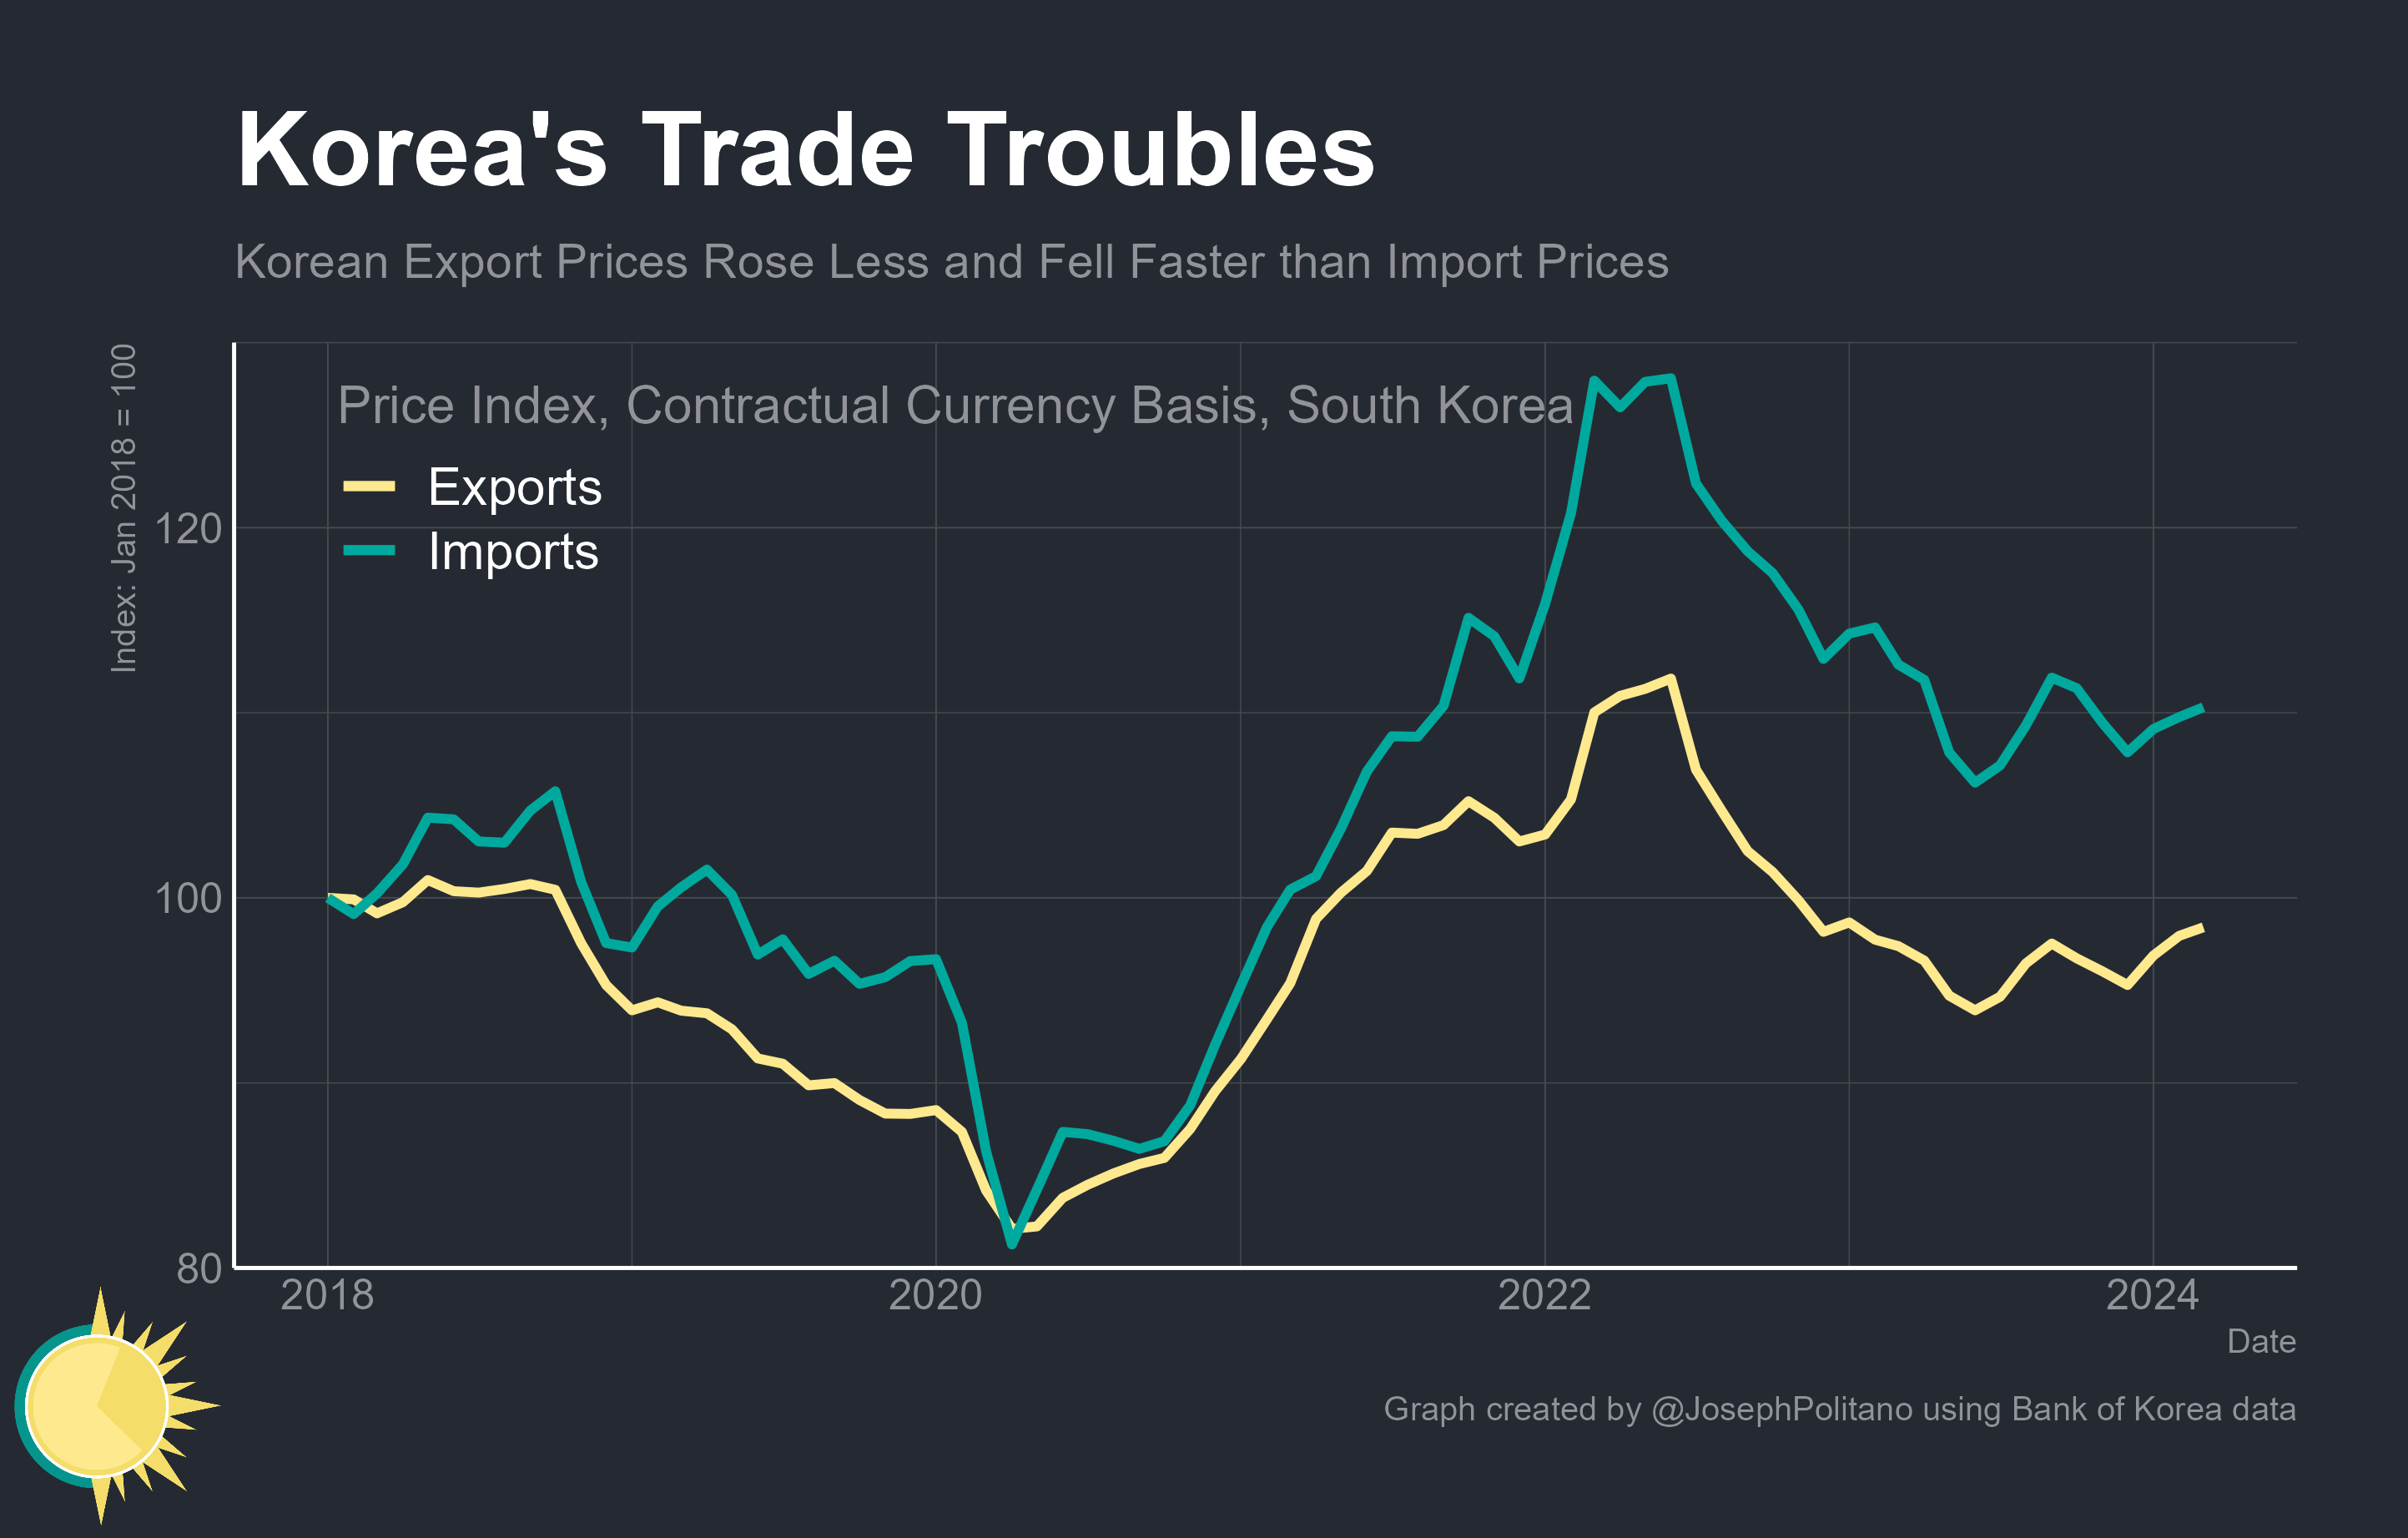 Korea's Trade Troubles
Korean Export Prices Rose Less and Fell Faster than Import Prices
Index: Jan 2018 = 100
Price Index, Contractual Currency Basis, South Korea
Exports
Imports
120
100
80
2018
2020
2022
2024
Date
Graph created by @JosephPolitano using Bank of Korea data